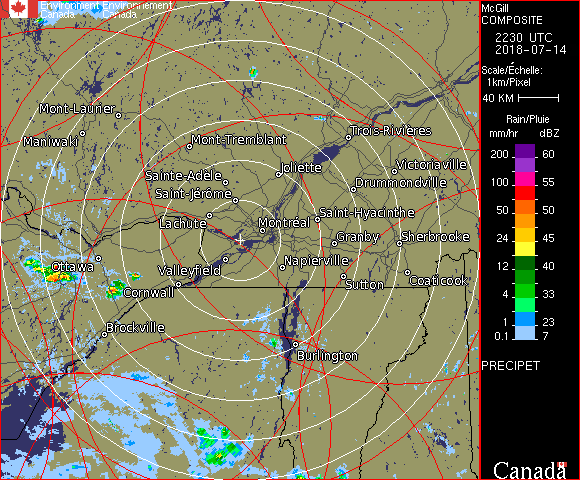 Environment Environnement
Canada Canada
McGill
COMPOSITE
2230 UTC
2018-07-14
Scale/Échelle:
1km/Pixel
40 KM
Rain/Pluie
mm/hr dBZ
200 60
150 57
100 55
50 50
24 45
12 40
4 33
1 23
0.1 7
PRECIPET
Canada
Mont-Laurier
Maniwaki
Mont-Tremblant
Trois-Rivières
Joliette
Victoriaville
Sainte-Adèle
Drummondville
Saint-Jérôme
Saint-Hyacinthe
Lachute
Montréal
Granby
Sherbrooke
Napierville
Ottawa
Valleyfield
Coaticook
Sutton
Cornwall
Brockville
Burlington